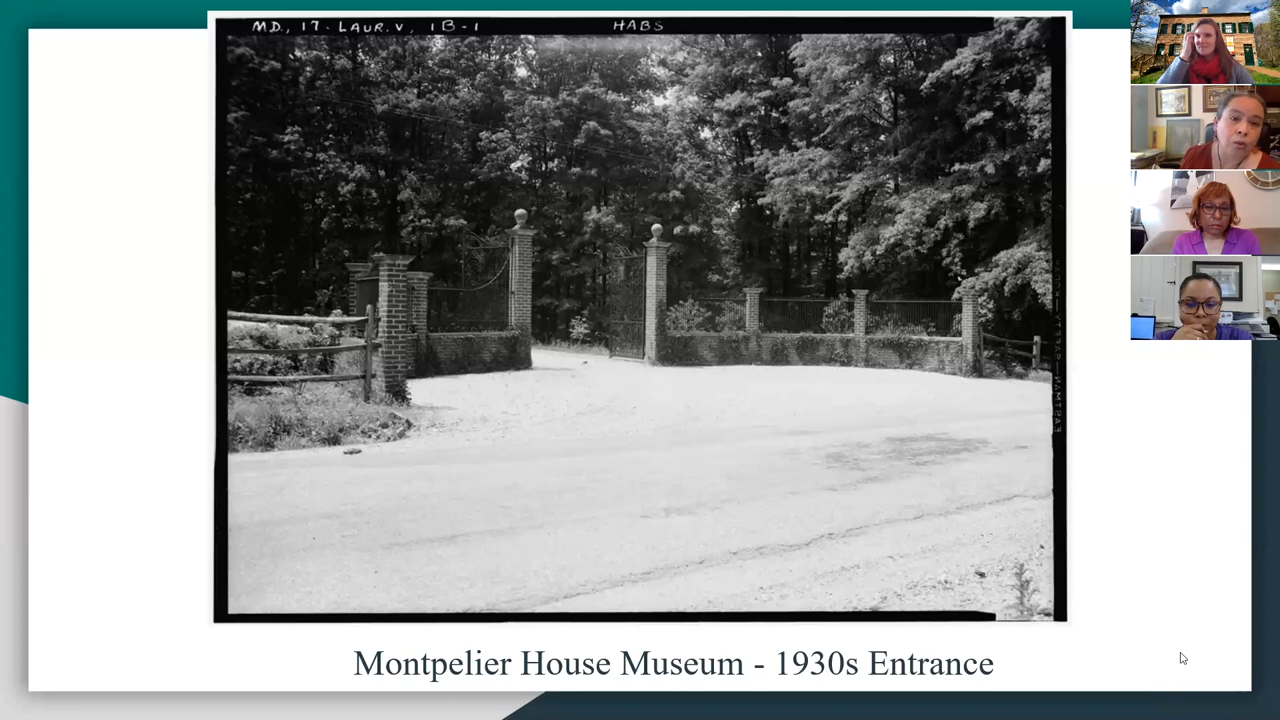 MD., 17-LAUR.V, 1B-1 HABS
Montpelier House Museum - 1930s Entrance